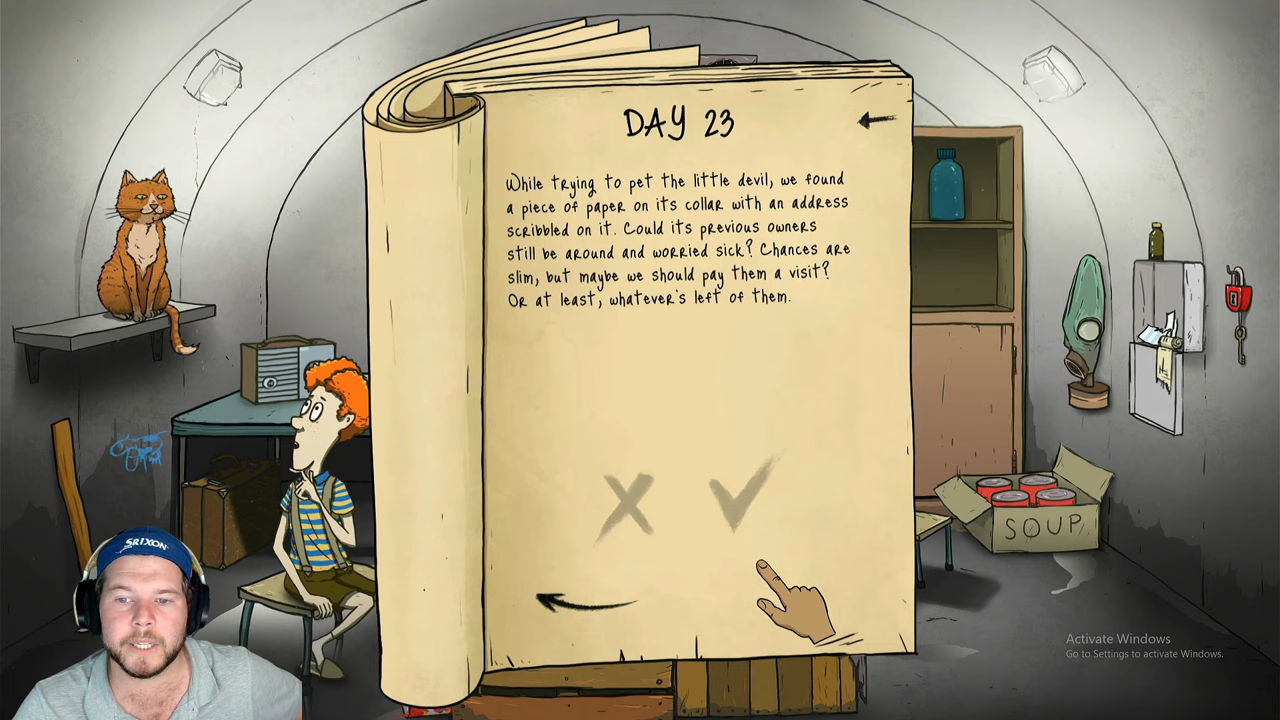 DAY 23
While trying to pet the little devil, we found
a piece of paper on its collar with an address
scribbled on it. Could its previous owners
still be around and worried sick? Chances are
slim, but maybe we should pay them a visit?
Or at least, whatever's left of them.
SOUP
SRIXON
Activate Windows
Go to Settings to activate Windows.